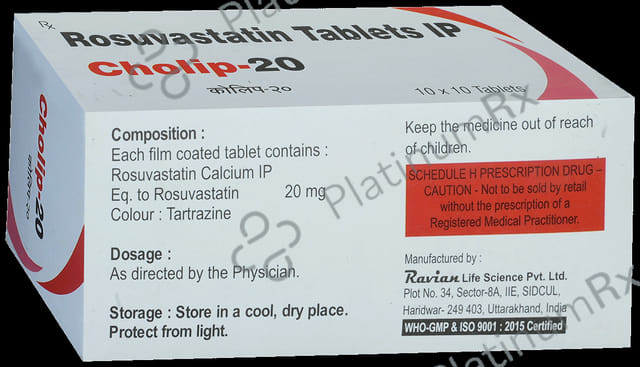 Rx
Rosuvastatin Tablets IP
Cholip-20
कोलिप-२०
10 x 10 Tablets
Cholip-20
कोलिप-२०
Composition :
Each film coated tablet contains :
Rosuvastatin Calcium IP
Eq. to Rosuvastatin 20 mg
Colour : Tartrazine
Dosage :
As directed by the Physician.
Storage : Store in a cool, dry place.
Protect from light.
Keep the medicine out of reach
of children.
SCHEDULE H PRESCRIPTION DRUG –
CAUTION - Not to be sold by retail
without the prescription of a
Registered Medical Practitioner.
Manufactured by :
Ravian Life Science Pvt. Ltd.
Plot No. 34, Sector-8A, IIE, SIDCUL,
Haridwar- 249 403, Uttarakhand, India
WHO-GMP & ISO 9001 : 2015 Certified
PlatinumRx
PlatinumRx
PlatinumRx